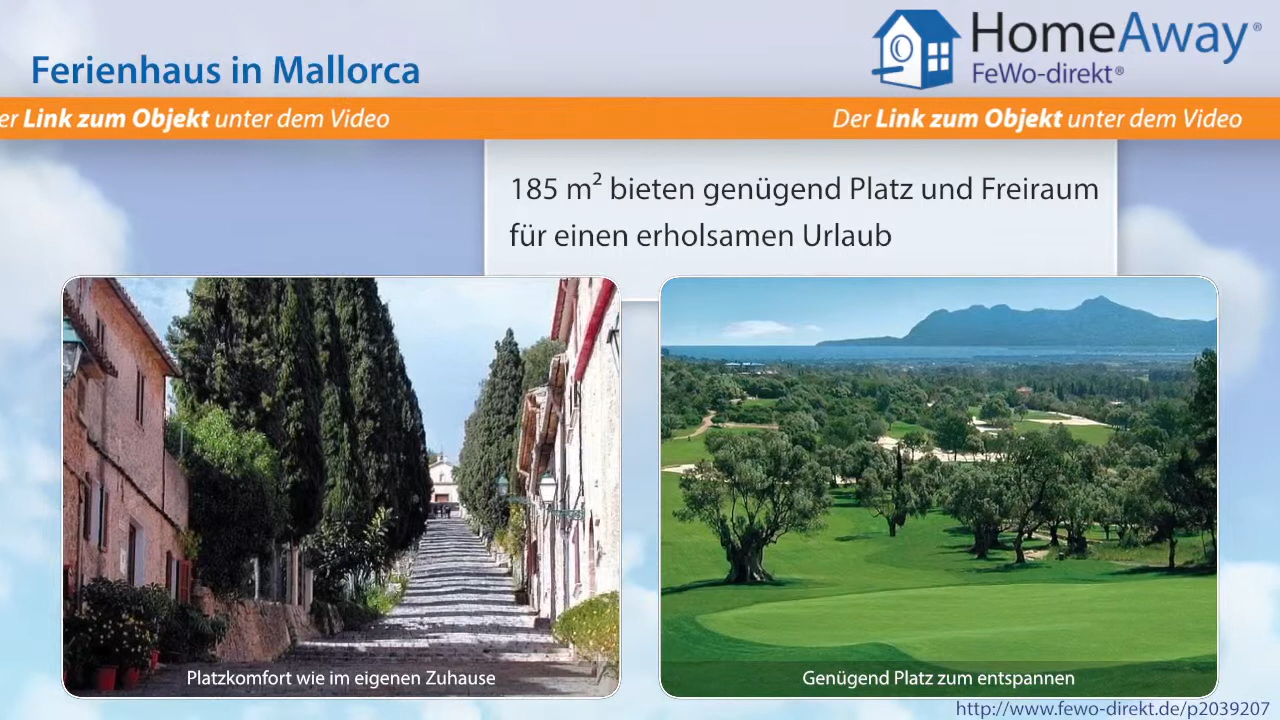 HomeAway®
FeWo-direkt®
Ferienhaus in Mallorca
er Link zum Objekt unter dem Video
Der Link zum Objekt unter dem Video
185 m² bieten genügend Platz und Freiraum
für einen erholsamen Urlaub
Platzkomfort wie im eigenen Zuhause
Genügend Platz zum entspannen
http://www.fewo-direkt.de/p2039207